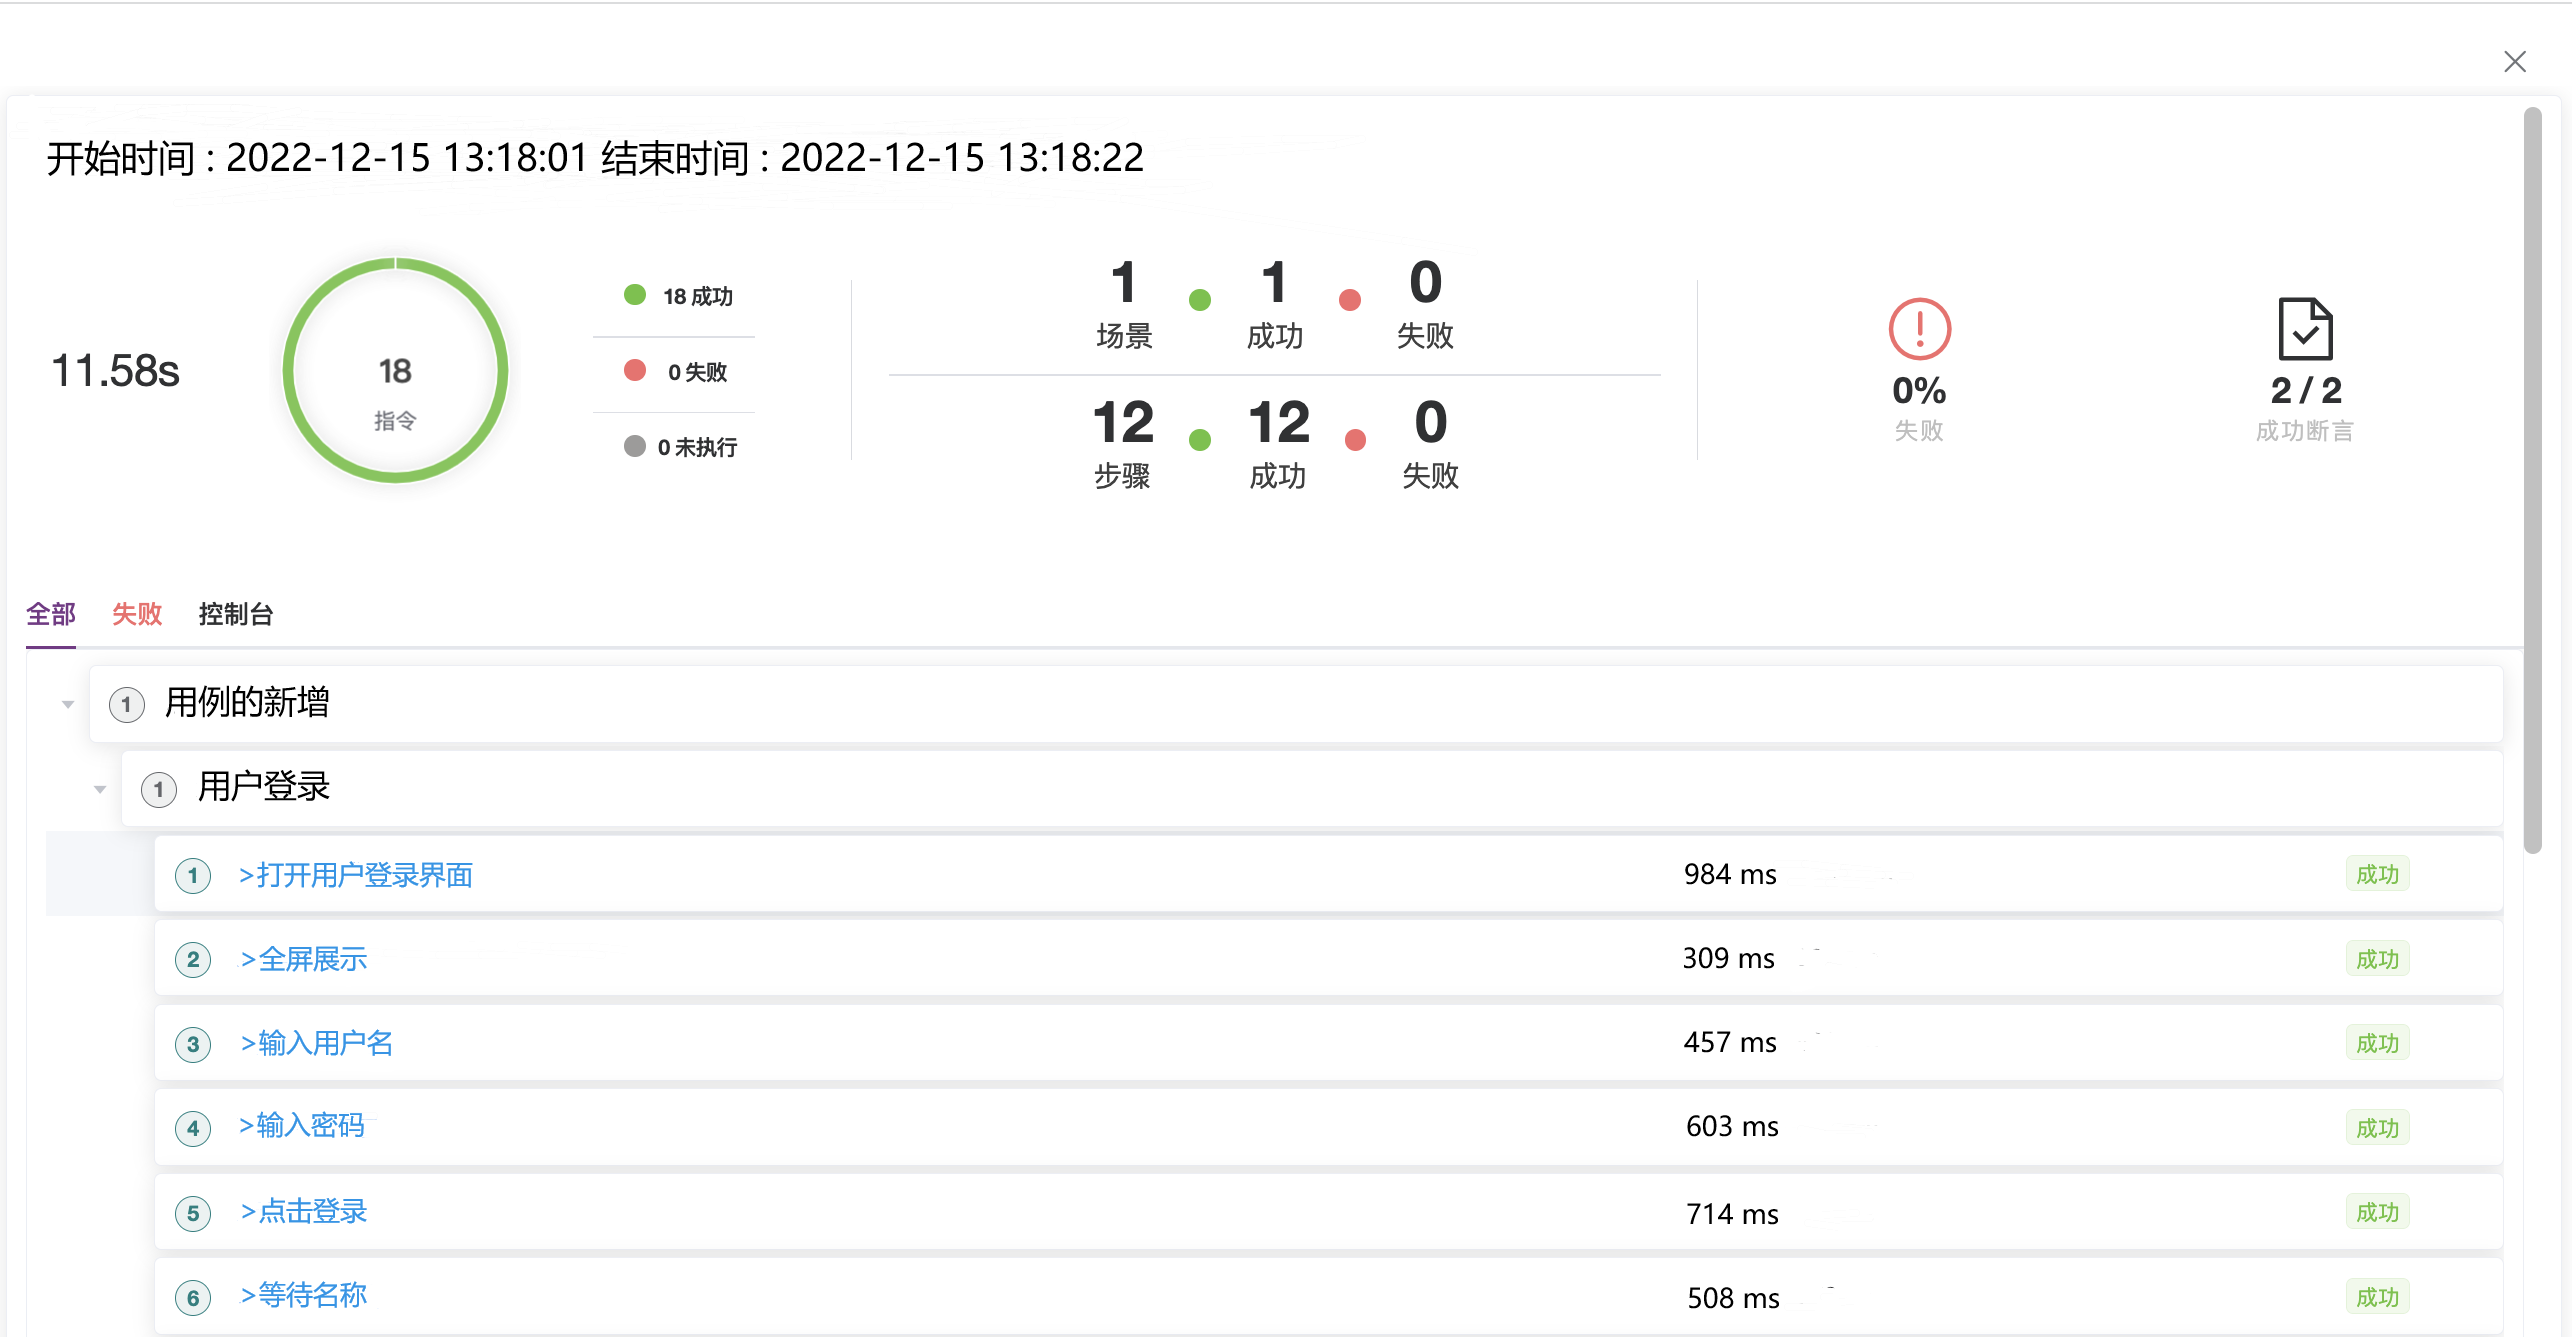 开始时间 : 2022-12-15 13:18:01 结束时间 : 2022-12-15 13:18:22
11.58s
18
指令
18 成功
0 失败
0 未执行
1 1 0
场景 成功 失败
12 12 0
步骤 成功 失败
0%
失败
2 / 2
成功断言
全部 失败 控制台
1 用例的新增
1 用户登录
1 >打开用户登录界面 984 ms 成功
2 >全屏展示 309 ms 成功
3 >输入用户名 457 ms 成功
4 >输入密码 603 ms 成功
5 >点击登录 714 ms 成功
6 >等待名称 508 ms 成功